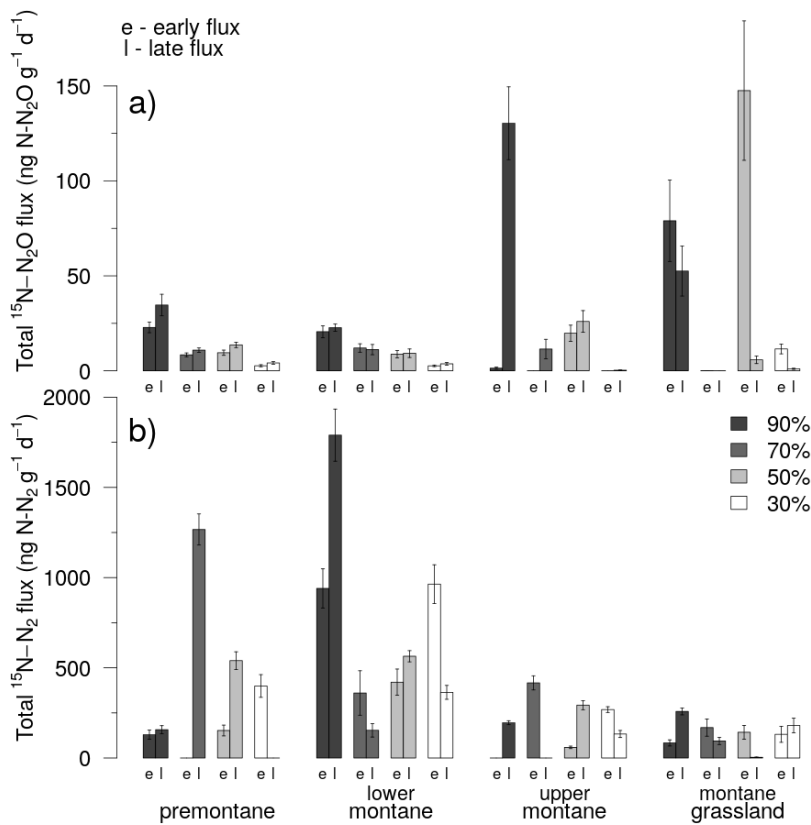 e - early flux
l - late flux
a)
Total ¹⁵N–N₂O flux (ng N-N₂O g⁻¹ d⁻¹)
150
100
50
0
e l e l e l e l e l e l e l e l e l e l e l e l e l e l e l e l
b)
Total ¹⁵N–N₂ flux (ng N-N₂ g⁻¹ d⁻¹)
2000
1500
1000
500
0
90%
70%
50%
30%
e l e l e l e l e l e l e l e l e l e l e l e l e l e l e l e l
premontane
lower
montane
upper
montane
montane
grassland